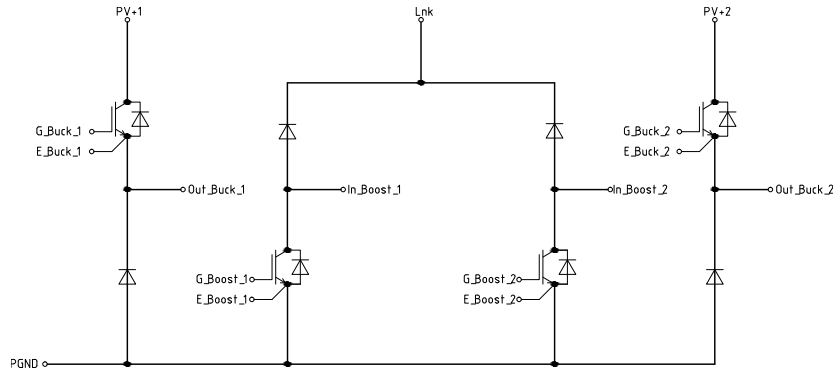 PV+1
Lnk
PV+2
G_Buck_1
E_Buck_1
G_Buck_2
E_Buck_2
Out_Buck_1
In_Boost_1
In_Boost_2
Out_Buck_2
G_Boost_1
E_Boost_1
G_Boost_2
E_Boost_2
PGND